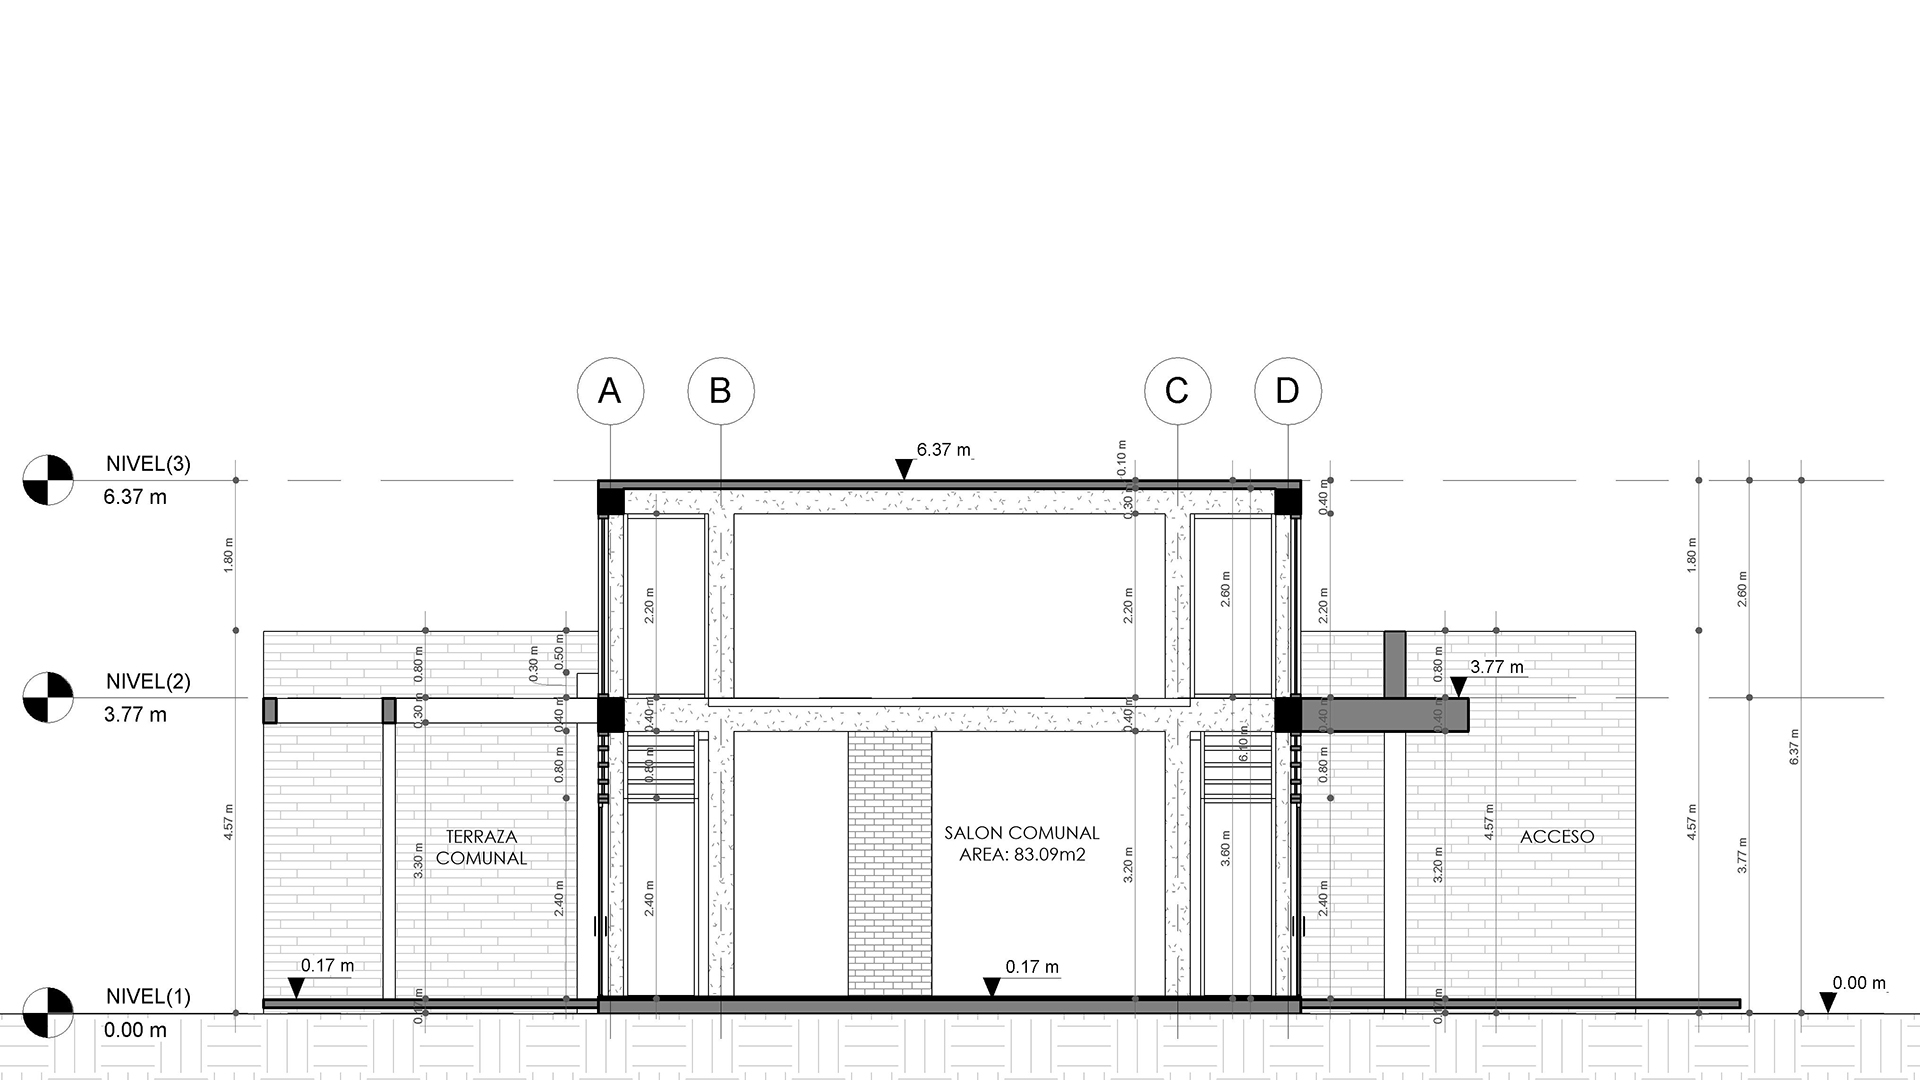 A
B
C
D
NIVEL(3)
6.37 m
6.37 m
0.10 m
0.30 m
0.40 m
1.80 m
2.20 m
2.20 m
2.60 m
2.20 m
1.80 m
2.60 m
NIVEL(2)
3.77 m
0.80 m
0.30 m
0.50 m
0.80 m
3.77 m
0.30 m
0.40 m
0.40 m
0.40 m
0.40 m
0.40 m
6.10 m
6.37 m
0.80 m
0.80 m
0.80 m
4.57 m
4.57 m
4.57 m
TERRAZA
COMUNAL
SALON COMUNAL
AREA: 83.09m2
ACCESO
3.30 m
3.20 m
3.60 m
3.20 m
3.77 m
2.40 m
2.40 m
2.40 m
0.17 m
0.17 m
0.00 m
NIVEL(1)
0.00 m
0.17 m
0.17 m